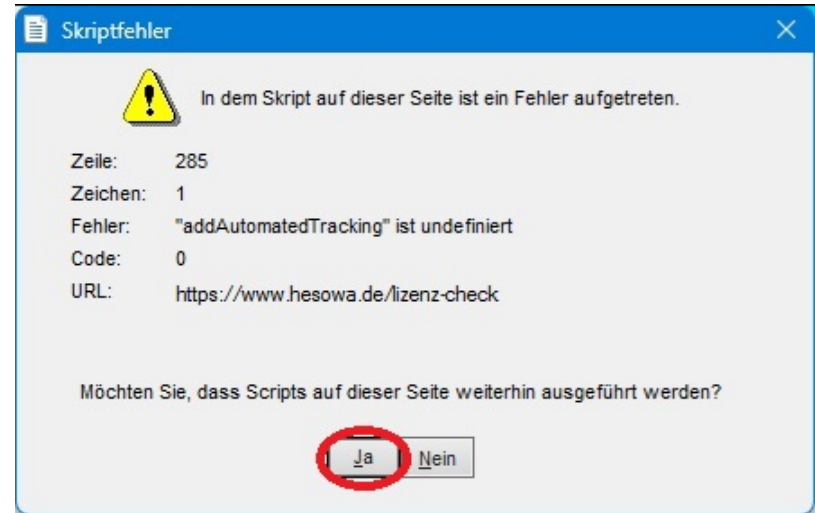 Skriptfehler
In dem Skript auf dieser Seite ist ein Fehler aufgetreten.
Zeile: 285
Zeichen: 1
Fehler: "addAutomatedTracking" ist undefiniert
Code: 0
URL: https://www.hesowa.de/lizenz-check
Möchten Sie, dass Scripts auf dieser Seite weiterhin ausgeführt werden?
Ja Nein